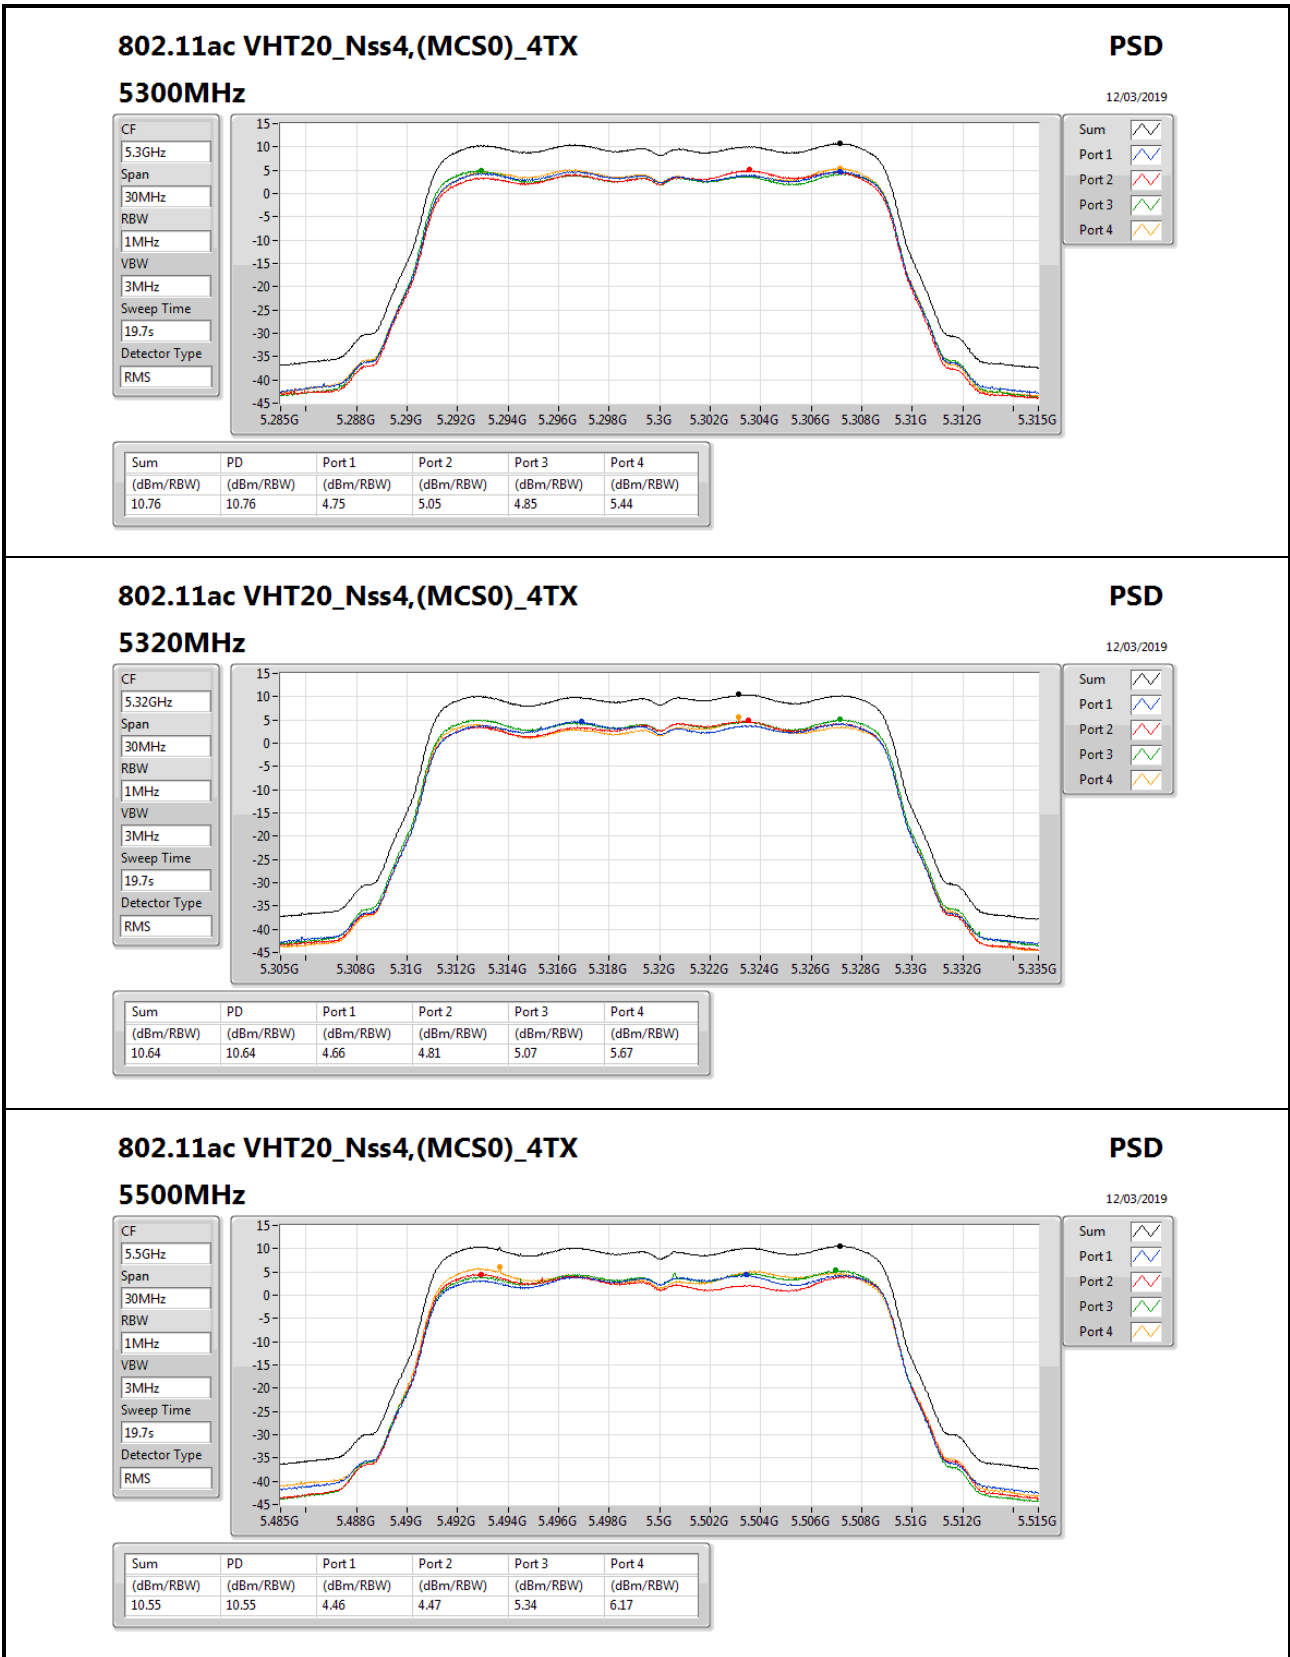 802.11ac VHT20_Nss4,(MCS0)_4TX PSD
5300MHz 12/03/2019
CF
5.3GHz
Span
30MHz
RBW
1MHz
VBW
3MHz
Sweep Time
19.7s
Detector Type
RMS
15
10
5
0
-5
-10
-15
-20
-25
-30
-35
-40
-45
5.285G 5.288G 5.29G 5.292G 5.294G 5.296G 5.298G 5.3G 5.302G 5.304G 5.306G 5.308G 5.31G 5.312G 5.315G
Sum
Port 1
Port 2
Port 3
Port 4
Sum PD Port 1 Port 2 Port 3 Port 4
(dBm/RBW) (dBm/RBW) (dBm/RBW) (dBm/RBW) (dBm/RBW) (dBm/RBW)
10.76 10.76 4.75 5.05 4.85 5.44
802.11ac VHT20_Nss4,(MCS0)_4TX PSD
5320MHz 12/03/2019
CF
5.32GHz
Span
30MHz
RBW
1MHz
VBW
3MHz
Sweep Time
19.7s
Detector Type
RMS
15
10
5
0
-5
-10
-15
-20
-25
-30
-35
-40
-45
5.305G 5.308G 5.31G 5.312G 5.314G 5.316G 5.318G 5.32G 5.322G 5.324G 5.326G 5.328G 5.33G 5.332G 5.335G
Sum
Port 1
Port 2
Port 3
Port 4
Sum PD Port 1 Port 2 Port 3 Port 4
(dBm/RBW) (dBm/RBW) (dBm/RBW) (dBm/RBW) (dBm/RBW) (dBm/RBW)
10.64 10.64 4.66 4.81 5.07 5.67
802.11ac VHT20_Nss4,(MCS0)_4TX PSD
5500MHz 12/03/2019
CF
5.5GHz
Span
30MHz
RBW
1MHz
VBW
3MHz
Sweep Time
19.7s
Detector Type
RMS
15
10
5
0
-5
-10
-15
-20
-25
-30
-35
-40
-45
5.485G 5.488G 5.49G 5.492G 5.494G 5.496G 5.498G 5.5G 5.502G 5.504G 5.506G 5.508G 5.51G 5.512G 5.515G
Sum
Port 1
Port 2
Port 3
Port 4
Sum PD Port 1 Port 2 Port 3 Port 4
(dBm/RBW) (dBm/RBW) (dBm/RBW) (dBm/RBW) (dBm/RBW) (dBm/RBW)
10.55 10.55 4.46 4.47 5.34 6.17